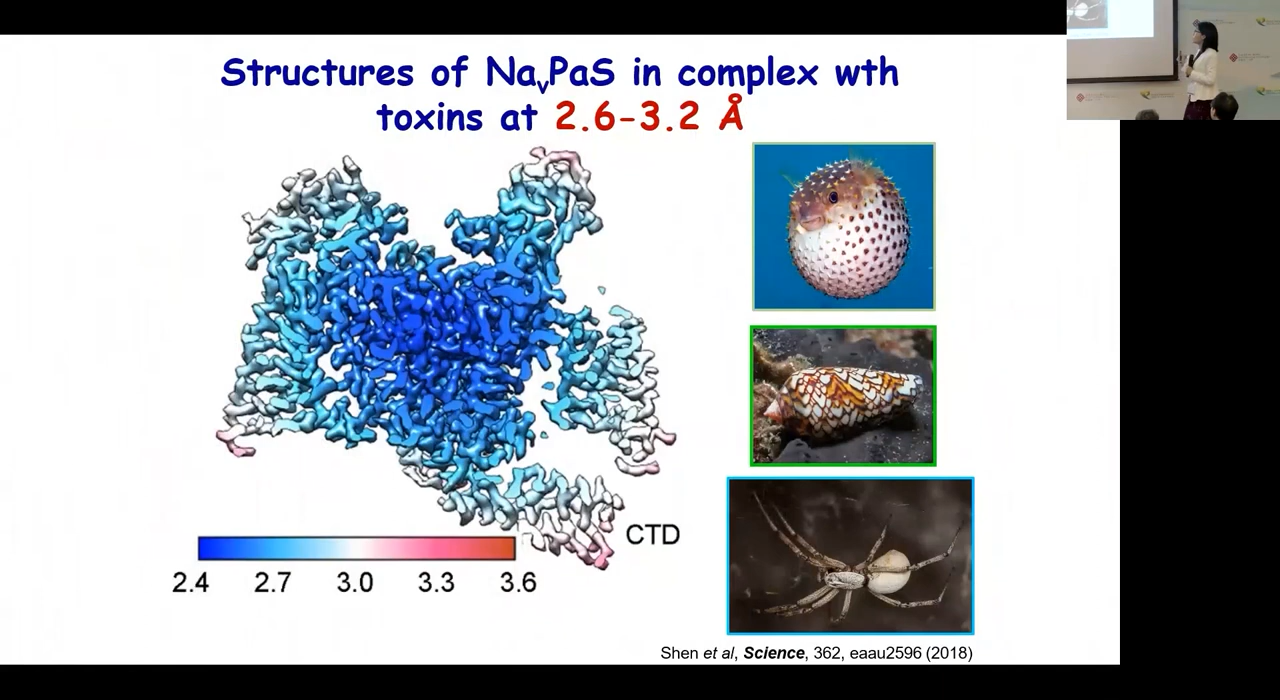 Structures of NavPaS in complex wth
toxins at 2.6-3.2 Å
CTD
2.4 2.7 3.0 3.3 3.6
Shen et al, Science, 362, eaau2596 (2018)